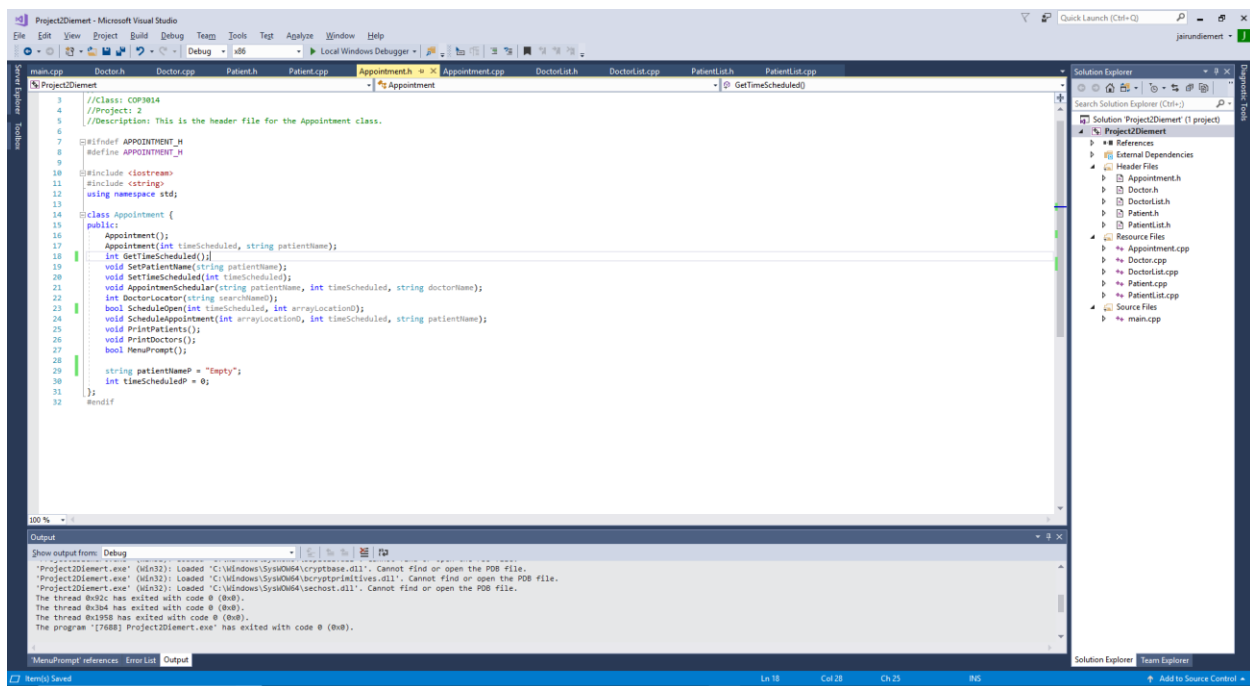 Project2Diemert - Microsoft Visual Studio
Quick Launch (Ctrl+Q)
File Edit View Project Build Debug Team Tools Test Analyze Window Help
jairundiemert
J
Debug x86 Local Windows Debugger
Server Explorer
Toolbox
main.cpp Doctor.h Doctor.cpp Patient.h Patient.cpp Appointment.h Appointment.cpp DoctorList.h DoctorList.cpp PatientList.h PatientList.cpp
Project2Diemert Appointment GetTimeScheduled()
3 //Class: COP3014
4 //Project: 2
5 //Description: This is the header file for the Appointment class.
6
7 #ifndef APPOINTMENT_H
8 #define APPOINTMENT_H
9
10 #include <iostream>
11 #include <string>
12 using namespace std;
13
14 class Appointment {
15 public:
16 Appointment();
17 Appointment(int timeScheduled, string patientName);
18 int GetTimeScheduled();
19 void SetPatientName(string patientName);
20 void SetTimeScheduled(int timeScheduled);
21 void AppointmenSchedular(string patientName, int timeScheduled, string doctorName);
22 int DoctorLocator(string searchNameD);
23 bool ScheduleOpen(int timeScheduled, int arrayLocationD);
24 void ScheduleAppointment(int arrayLocationD, int timeScheduled, string patientName);
25 void PrintPatients();
26 void PrintDoctors();
27 bool MenuPrompt();
28
29 string patientNameP = "Empty";
30 int timeScheduledP = 0;
31 };
32 #endif
100 %
Output
Show output from: Debug
'Project2Diemert.exe' (Win32): Loaded 'C:\Windows\SysWOW64\cryptbase.dll'. Cannot find or open the PDB file.
'Project2Diemert.exe' (Win32): Loaded 'C:\Windows\SysWOW64\bcryptprimitives.dll'. Cannot find or open the PDB file.
'Project2Diemert.exe' (Win32): Loaded 'C:\Windows\SysWOW64\sechost.dll'. Cannot find or open the PDB file.
The thread 0x92c has exited with code 0 (0x0).
The thread 0x3b4 has exited with code 0 (0x0).
The thread 0x1958 has exited with code 0 (0x0).
The program '[7688] Project2Diemert.exe' has exited with code 0 (0x0).
'MenuPrompt' references Error List Output
Solution Explorer
Search Solution Explorer (Ctrl+;)
Solution 'Project2Diemert' (1 project)
Project2Diemert
References
External Dependencies
Header Files
Appointment.h
Doctor.h
DoctorList.h
Patient.h
PatientList.h
Resource Files
Appointment.cpp
Doctor.cpp
DoctorList.cpp
Patient.cpp
PatientList.cpp
Source Files
main.cpp
Solution Explorer Team Explorer
Diagnostic Tools
Item(s) Saved Ln 18 Col 28 Ch 25 INS Add to Source Control